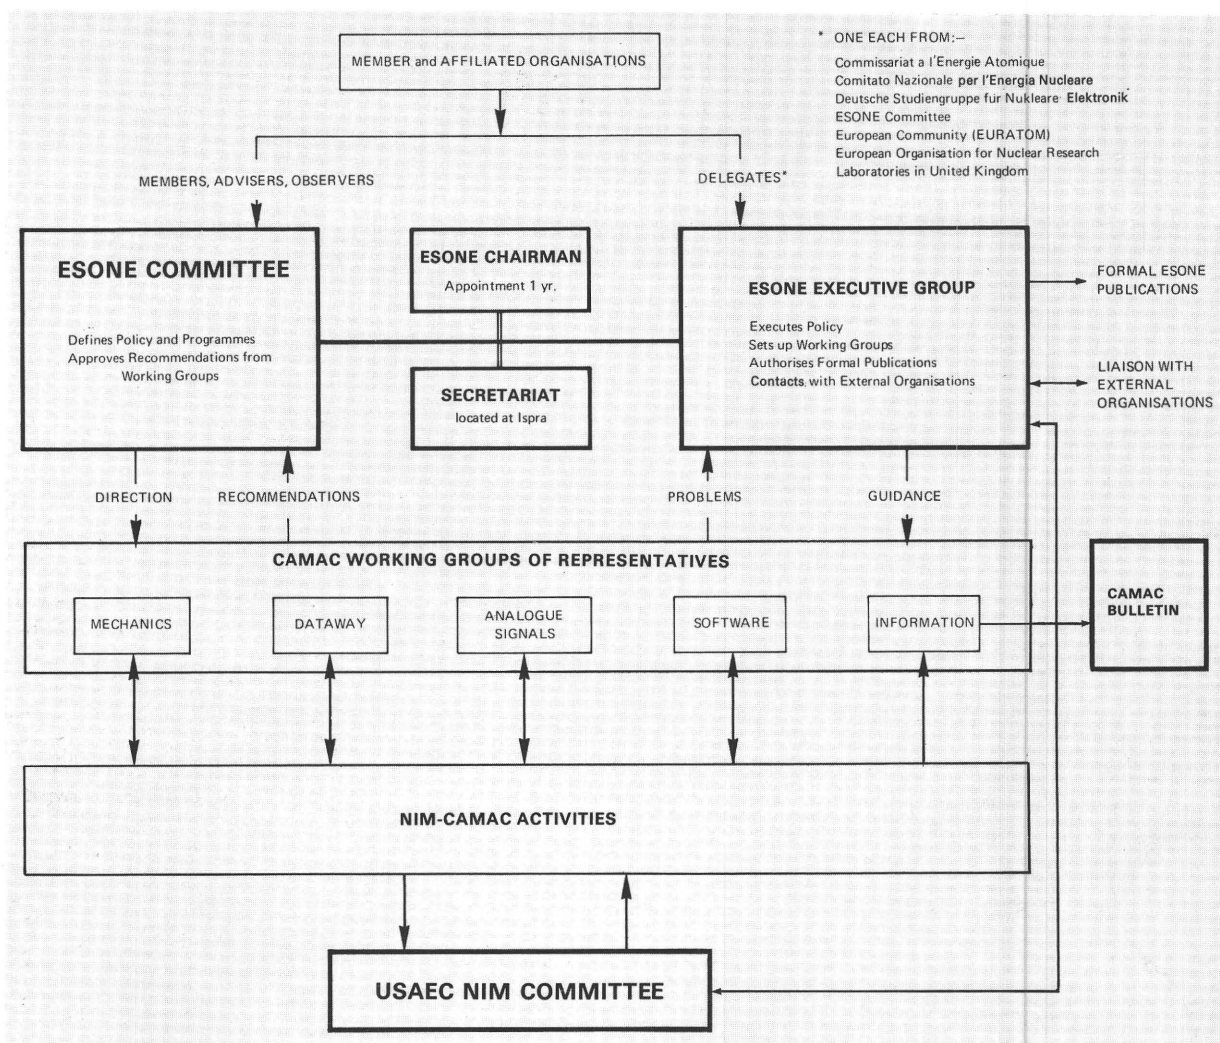 MEMBER and AFFILIATED ORGANISATIONS
* ONE EACH FROM:—
Commissariat a l'Energie Atomique
Comitato Nazionale per l'Energia Nucleare
Deutsche Studiengruppe fur Nukleare Elektronik
ESONE Committee
European Community (EURATOM)
European Organisation for Nuclear Research
Laboratories in United Kingdom
MEMBERS, ADVISERS, OBSERVERS
DELEGATES*
ESONE COMMITTEE
Defines Policy and Programmes
Approves Recommendations from
Working Groups
ESONE CHAIRMAN
Appointment 1 yr.
SECRETARIAT
located at Ispra
ESONE EXECUTIVE GROUP
Executes Policy
Sets up Working Groups
Authorises Formal Publications
Contacts with External Organisations
FORMAL ESONE
PUBLICATIONS
LIAISON WITH
EXTERNAL
ORGANISATIONS
DIRECTION
RECOMMENDATIONS
PROBLEMS
GUIDANCE
CAMAC WORKING GROUPS OF REPRESENTATIVES
MECHANICS
DATAWAY
ANALOGUE
SIGNALS
SOFTWARE
INFORMATION
CAMAC
BULLETIN
NIM-CAMAC ACTIVITIES
USAEC NIM COMMITTEE